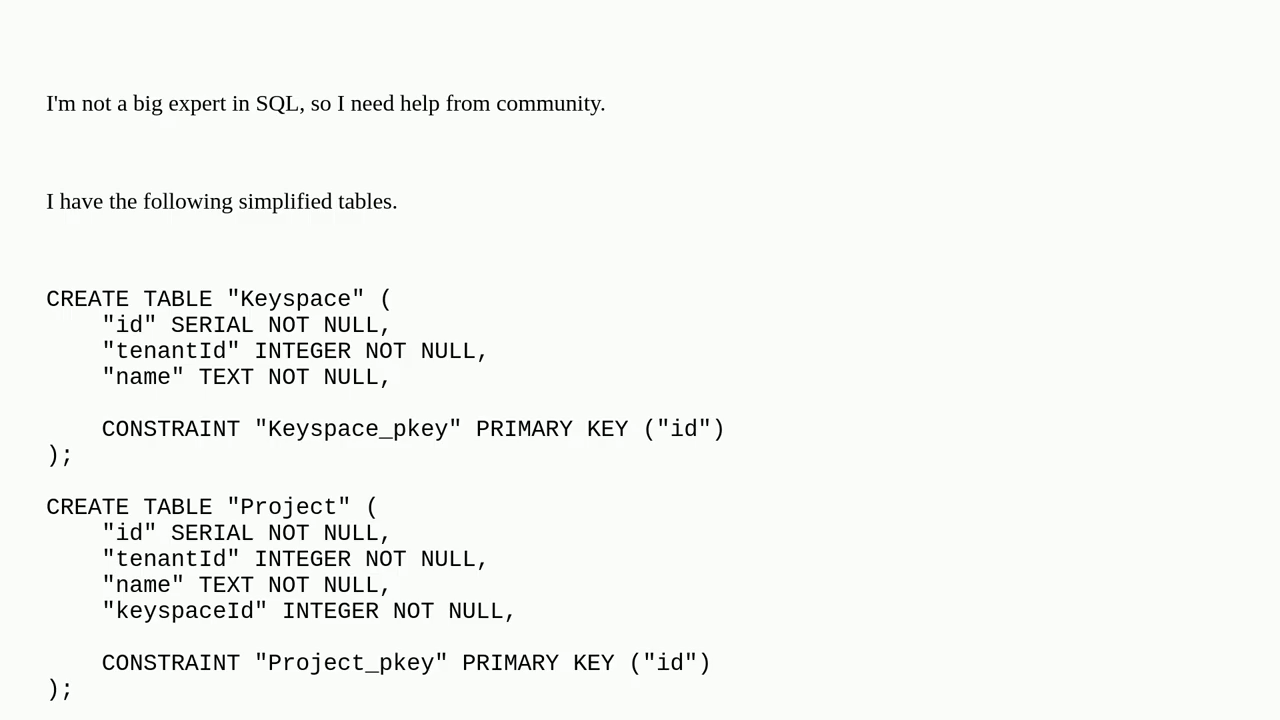 I'm not a big expert in SQL, so I need help from community.
I have the following simplified tables.
CREATE TABLE "Keyspace" (
    "id" SERIAL NOT NULL,
    "tenantId" INTEGER NOT NULL,
    "name" TEXT NOT NULL,
    CONSTRAINT "Keyspace_pkey" PRIMARY KEY ("id")
);
CREATE TABLE "Project" (
    "id" SERIAL NOT NULL,
    "tenantId" INTEGER NOT NULL,
    "name" TEXT NOT NULL,
    "keyspaceId" INTEGER NOT NULL,
    CONSTRAINT "Project_pkey" PRIMARY KEY ("id")
);